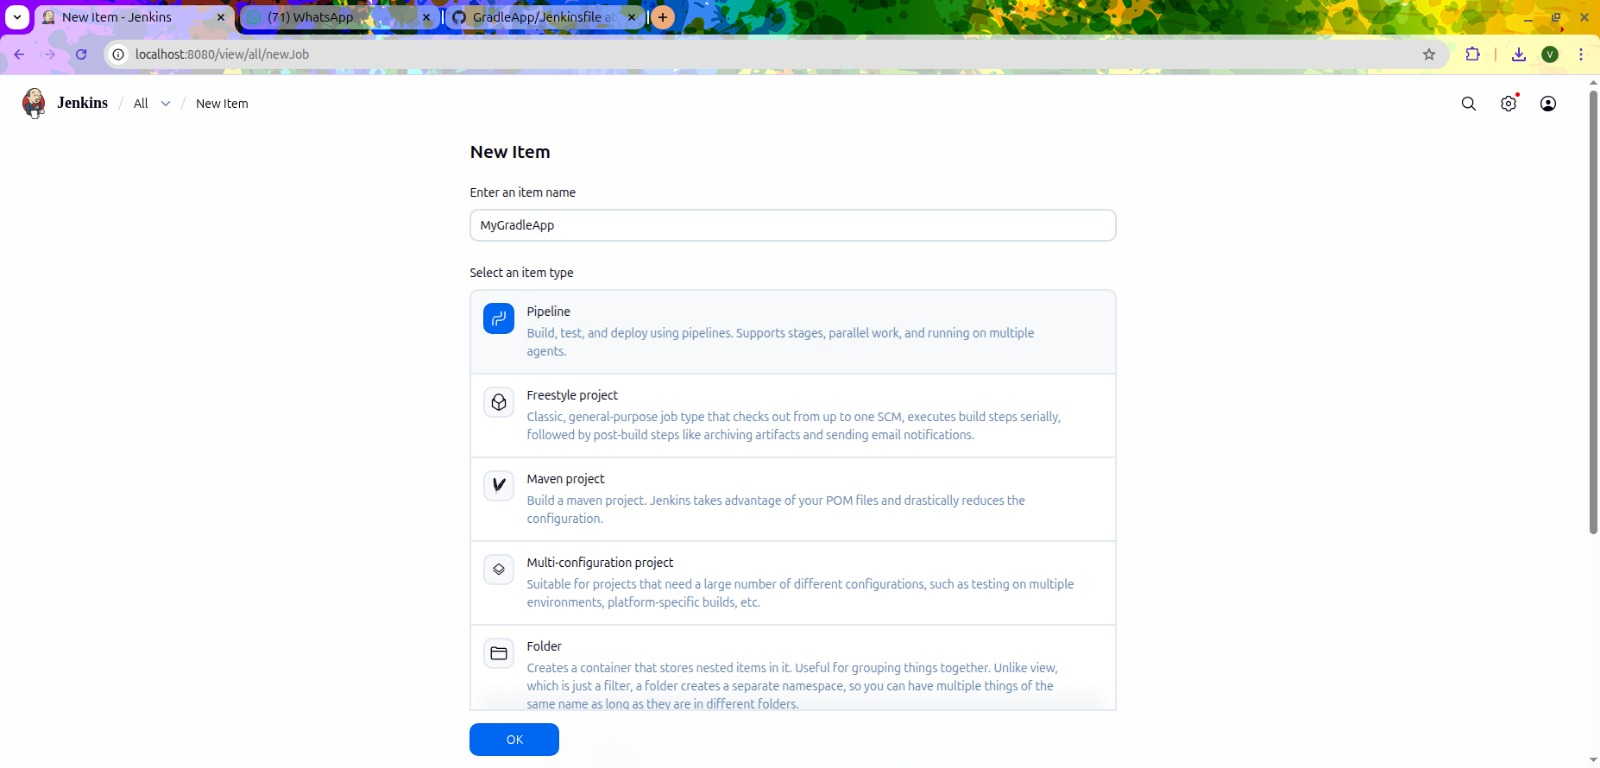 New Item - Jenkins
(71) WhatsApp
GradleApp/Jenkinsfile at
localhost:8080/view/all/newJob
V
Jenkins / All / New Item
New Item
Enter an item name
MyGradleApp
Select an item type
Pipeline
Build, test, and deploy using pipelines. Supports stages, parallel work, and running on multiple
agents.
Freestyle project
Classic, general-purpose job type that checks out from up to one SCM, executes build steps serially,
followed by post-build steps like archiving artifacts and sending email notifications.
Maven project
Build a maven project. Jenkins takes advantage of your POM files and drastically reduces the
configuration.
Multi-configuration project
Suitable for projects that need a large number of different configurations, such as testing on multiple
environments, platform-specific builds, etc.
Folder
Creates a container that stores nested items in it. Useful for grouping things together. Unlike view,
which is just a filter, a folder creates a separate namespace, so you can have multiple things of the
same name as long as they are in different folders.
OK